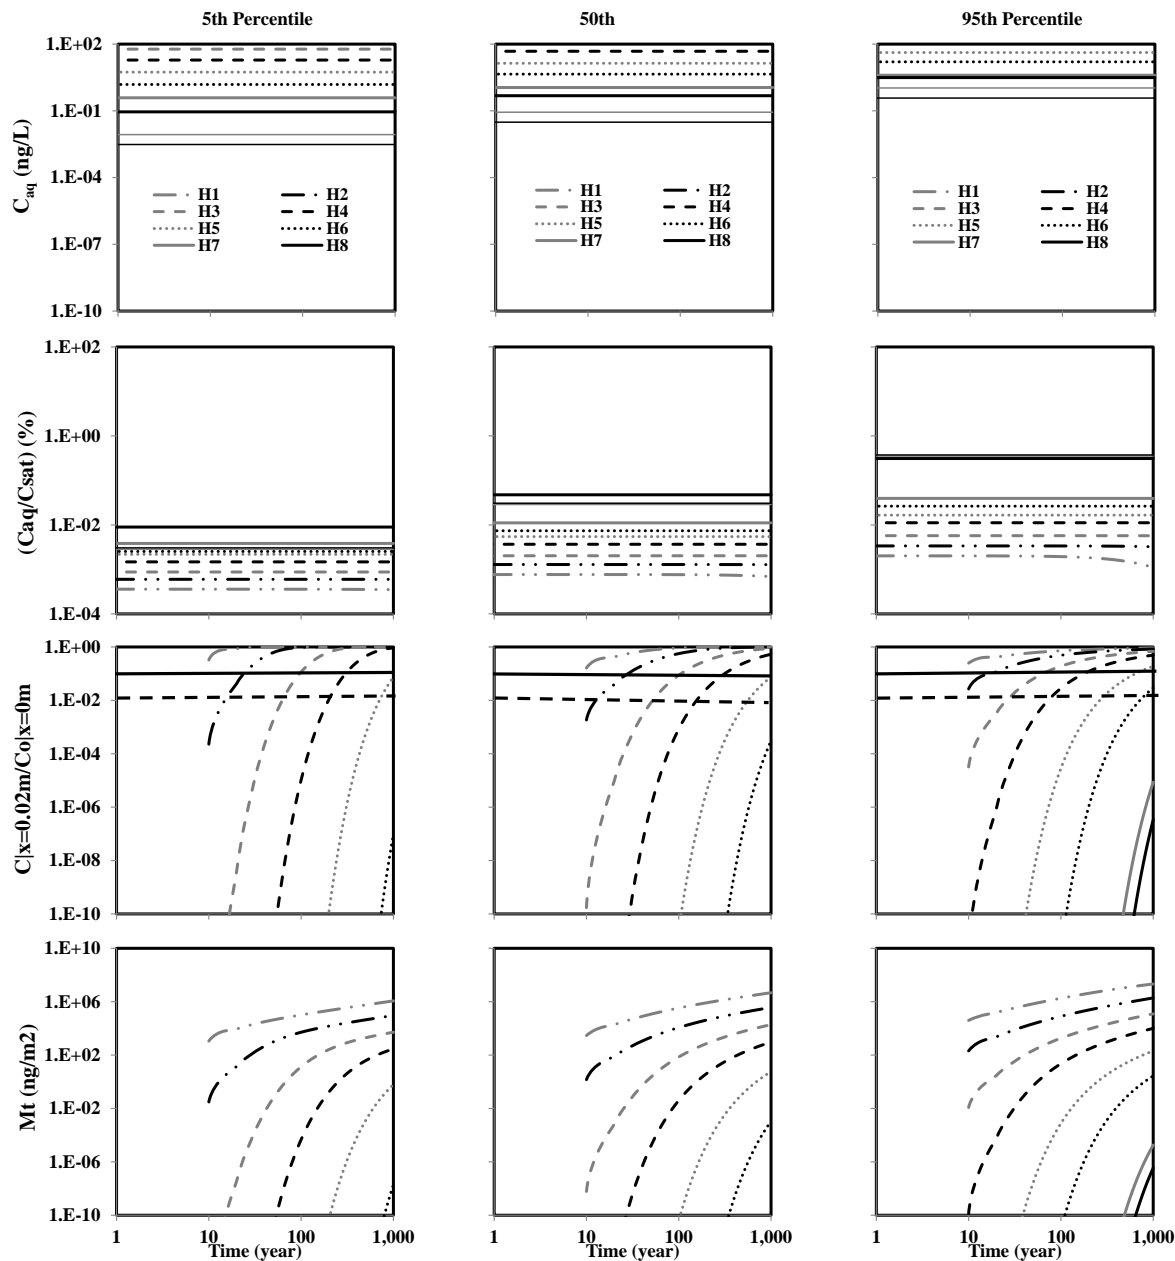 5th Percentile 50th 95th Percentile
C_aq (ng/L)
1.E+02
1.E-01
1.E-04
1.E-07
1.E-10
H1 H2
H3 H4
H5 H6
H7 H8
H1 H2
H3 H4
H5 H6
H7 H8
H1 H2
H3 H4
H5 H6
H7 H8
(Caq/Csat) (%)
1.E+02
1.E+00
1.E-02
1.E-04
C|x=0.02m/Co|x=0m
1.E+00
1.E-02
1.E-04
1.E-06
1.E-08
1.E-10
Mt (ng/m2)
1.E+10
1.E+06
1.E+02
1.E-02
1.E-06
1.E-10
1 10 100 1,000
1 10 100 1,000
1 10 100 1,000
Time (year) Time (year) Time (year)